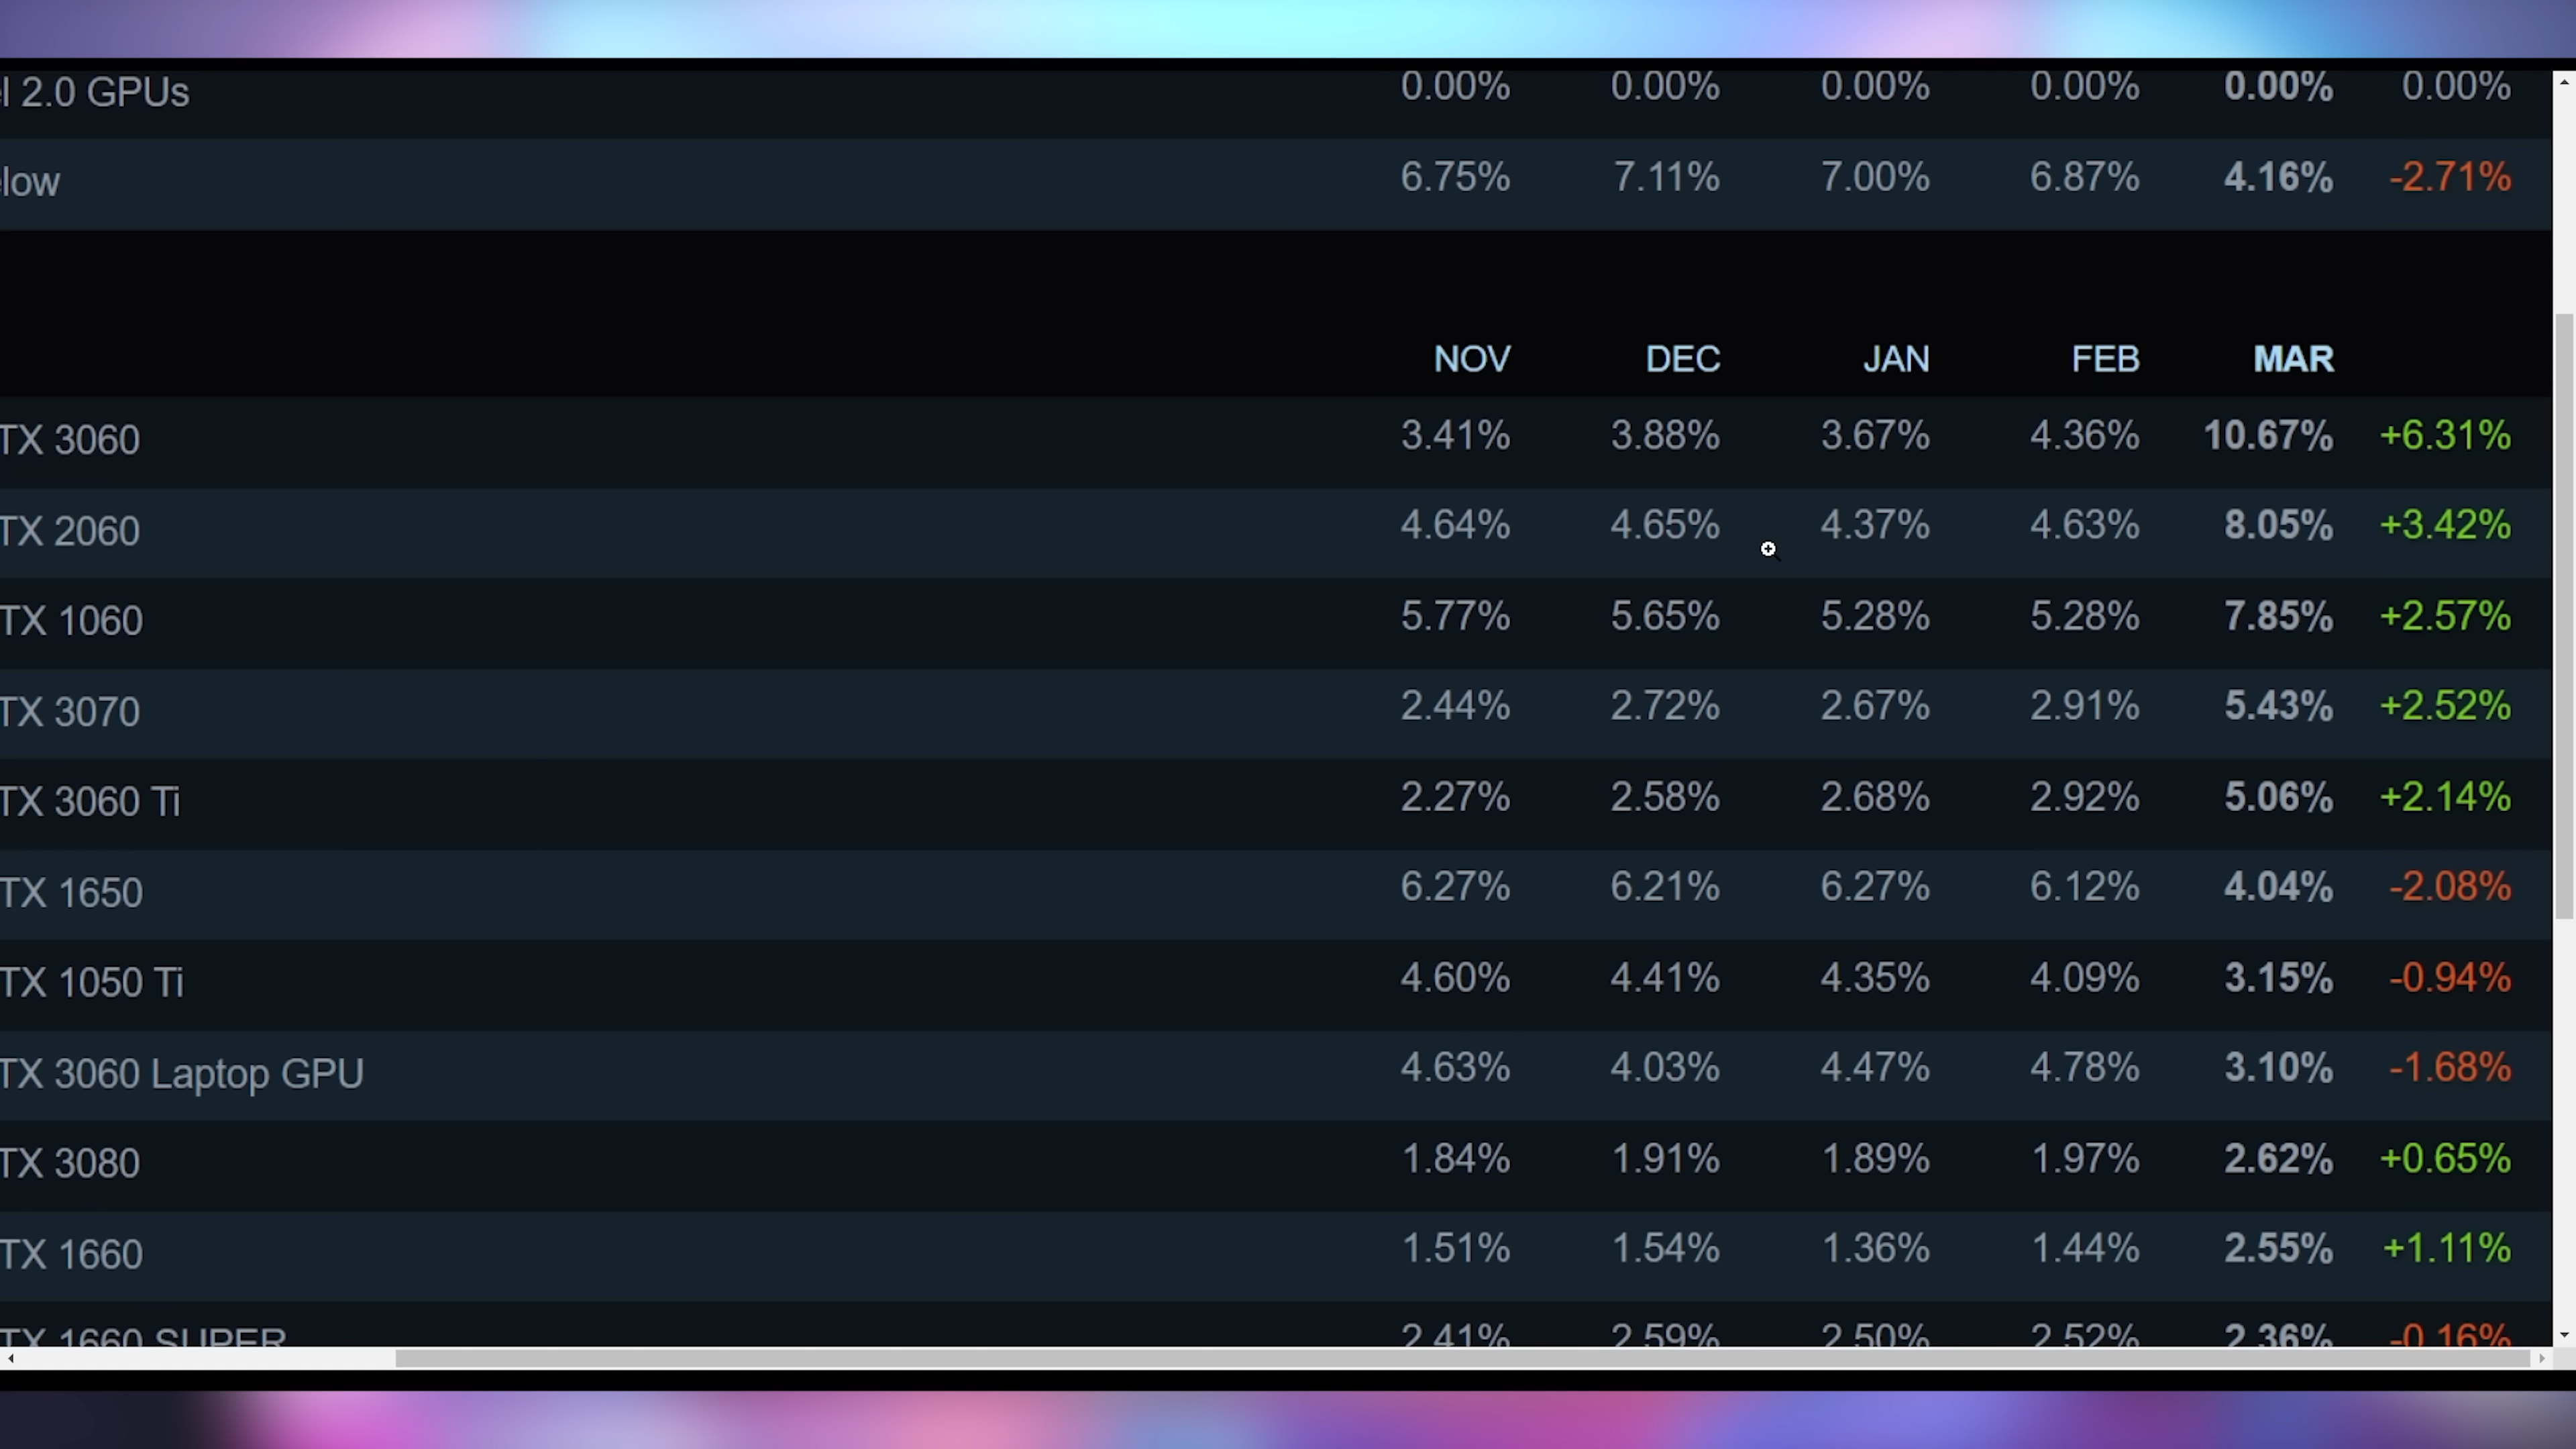 el 2.0 GPUs 0.00% 0.00% 0.00% 0.00% 0.00% 0.00%
elow 6.75% 7.11% 7.00% 6.87% 4.16% -2.71%
NOV DEC JAN FEB MAR
TX 3060 3.41% 3.88% 3.67% 4.36% 10.67% +6.31%
TX 2060 4.64% 4.65% 4.37% 4.63% 8.05% +3.42%
TX 1060 5.77% 5.65% 5.28% 5.28% 7.85% +2.57%
TX 3070 2.44% 2.72% 2.67% 2.91% 5.43% +2.52%
TX 3060 Ti 2.27% 2.58% 2.68% 2.92% 5.06% +2.14%
TX 1650 6.27% 6.21% 6.27% 6.12% 4.04% -2.08%
TX 1050 Ti 4.60% 4.41% 4.35% 4.09% 3.15% -0.94%
TX 3060 Laptop GPU 4.63% 4.03% 4.47% 4.78% 3.10% -1.68%
TX 3080 1.84% 1.91% 1.89% 1.97% 2.62% +0.65%
TX 1660 1.51% 1.54% 1.36% 1.44% 2.55% +1.11%
TX 1660 SUPER 2.41% 2.59% 2.50% 2.52% 2.36% -0.16%